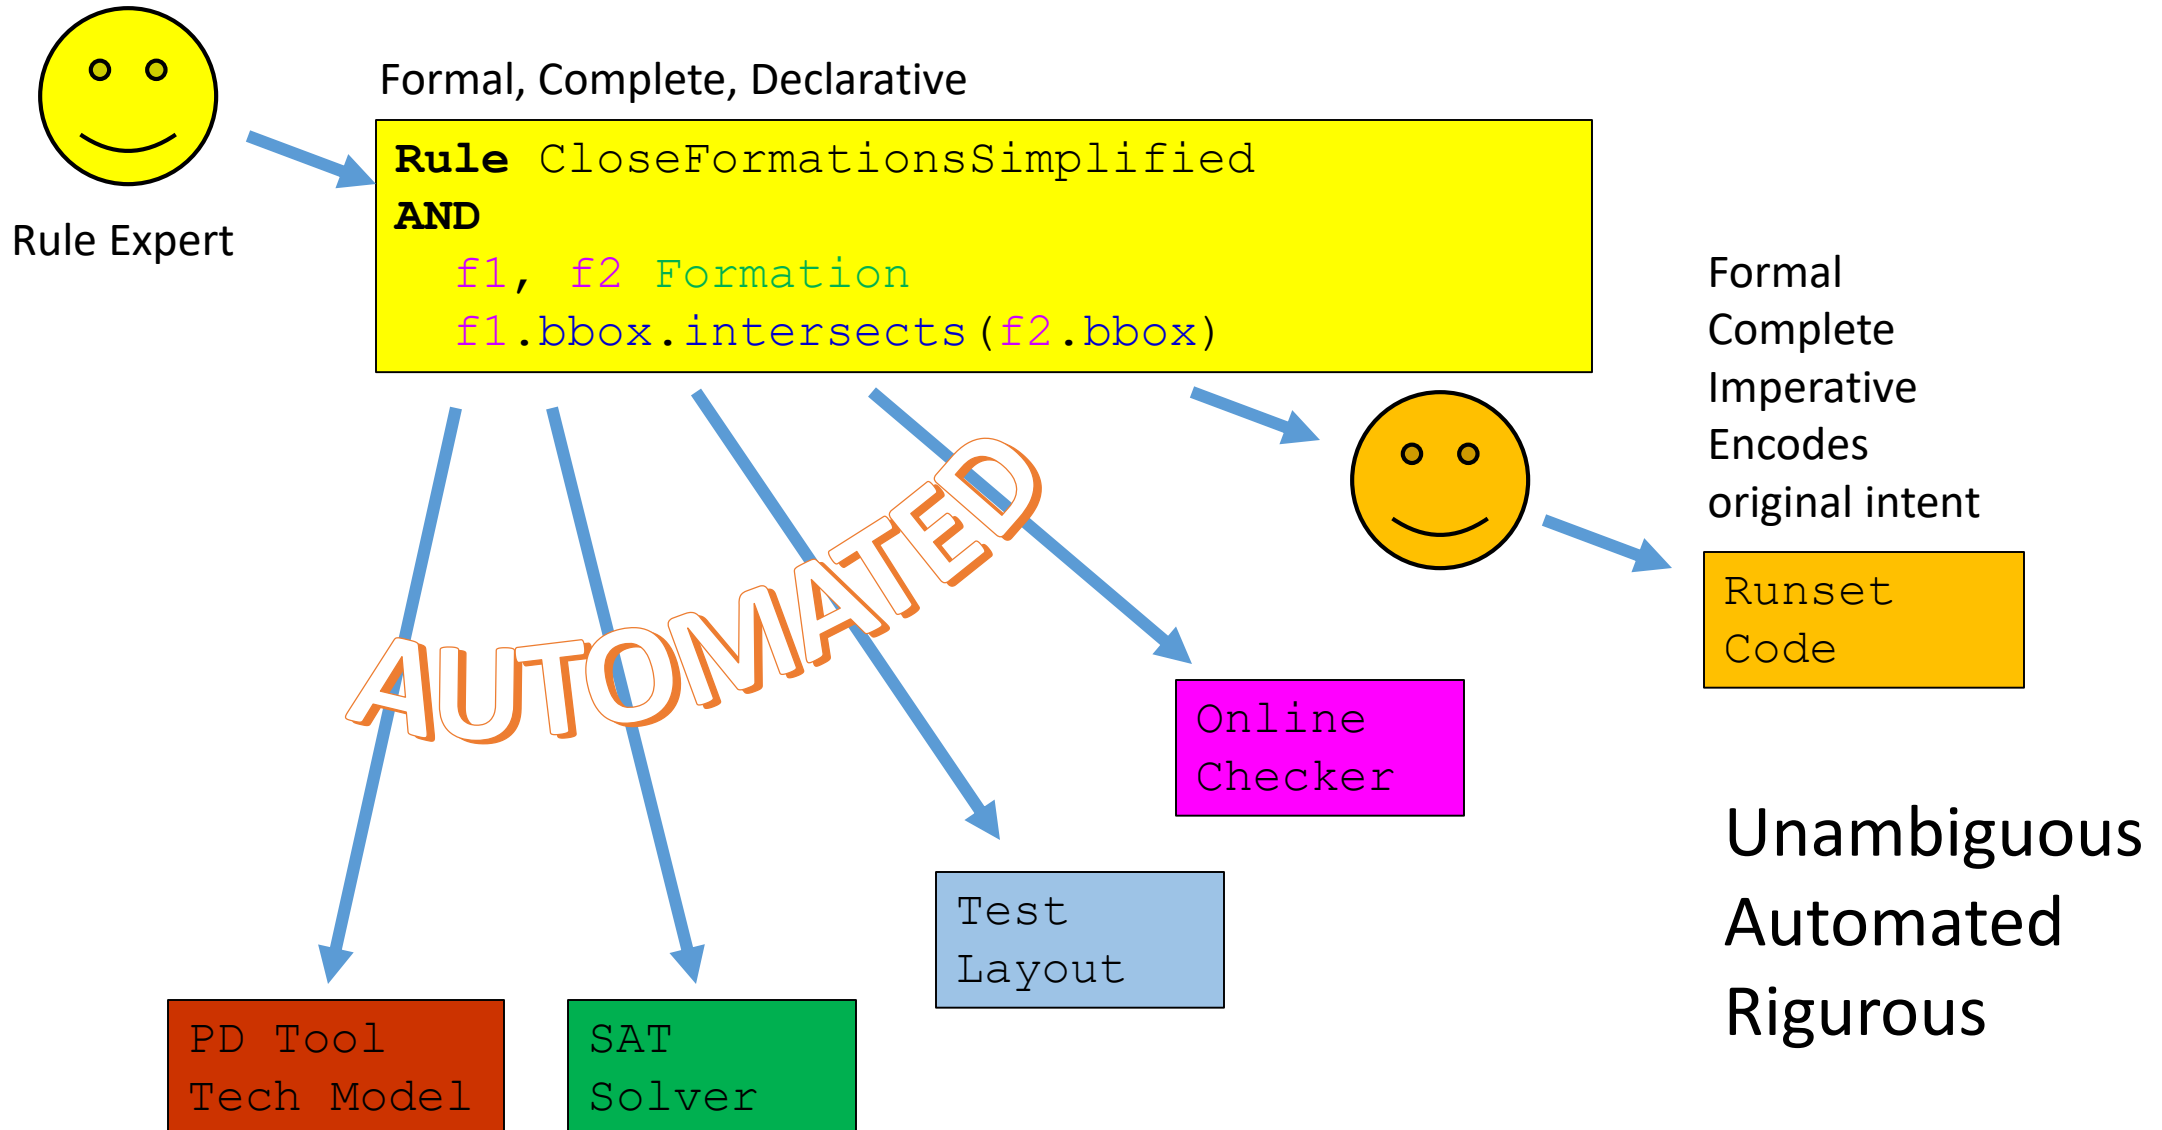 Formal, Complete, Declarative
Rule CloseFormationsSimplified
AND
f1, f2 Formation
f1.bbox.intersects(f2.bbox)
Rule Expert
Formal
Complete
Imperative
Encodes
original intent
AUTOMATED
Runset
Code
Online
Checker
Test
Layout
PD Tool
Tech Model
SAT
Solver
Unambiguous
Automated
Rigurous